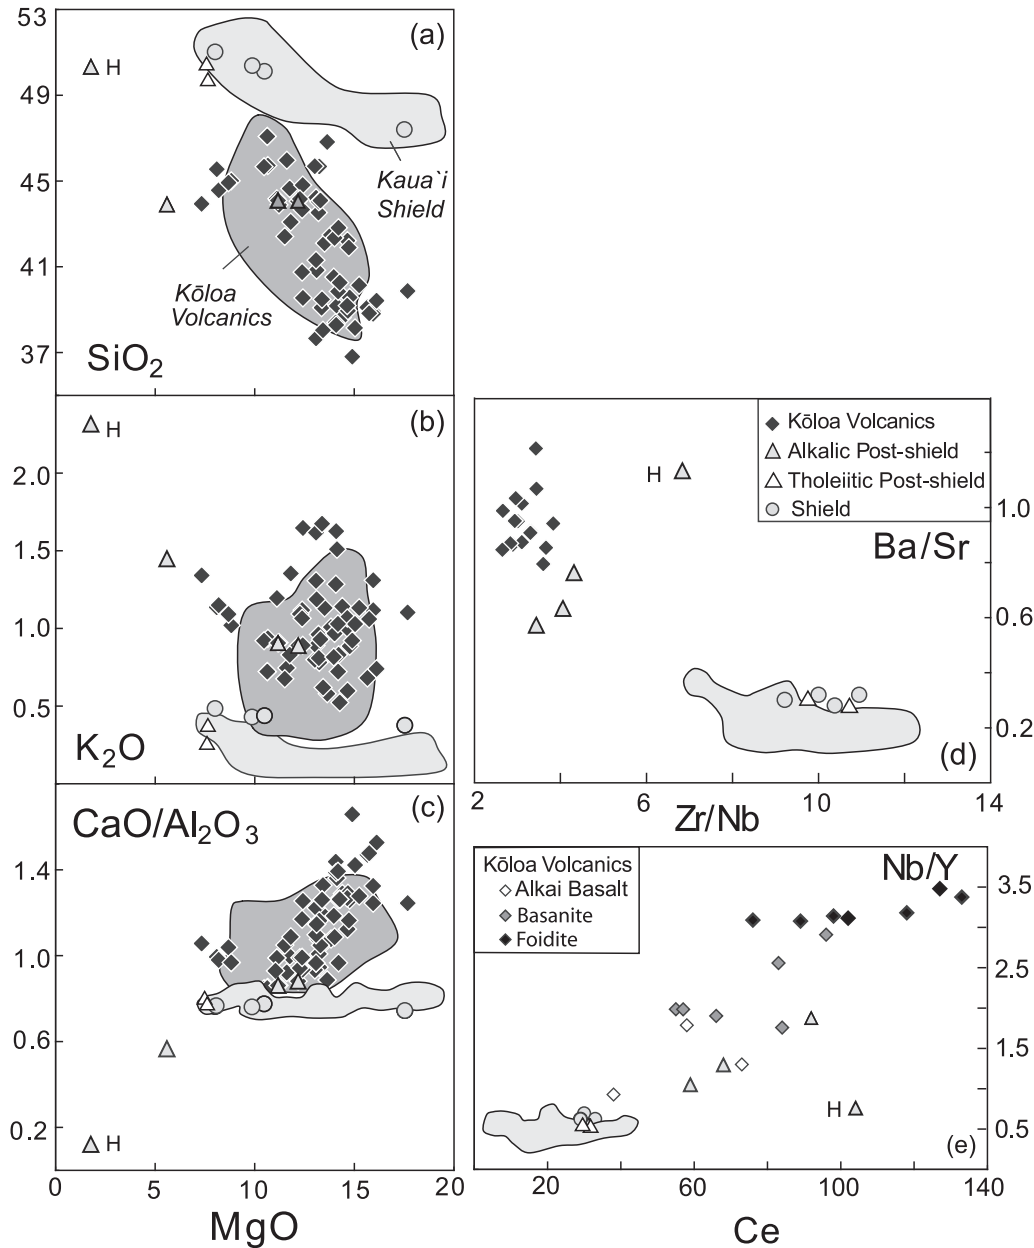 53
49
45
41
37
(a)
H
Kaua`i
Shield
Kōloa
Volcanics
SiO₂
2.0
1.5
1.0
0.5
(b)
H
K₂O
1.4
1.0
0.6
0.2
CaO/Al₂O₃
(c)
H
0 5 10 15 20
MgO
Kōloa Volcanics
Alkalic Post-shield
Tholeiitic Post-shield
Shield
H
Ba/Sr
1.0
0.6
0.2
(d)
2 4 6 8 10 14
Zr/Nb
Kōloa Volcanics
Alkai Basalt
Basanite
Foidite
Nb/Y
3.5
2.5
1.5
0.5
H
(e)
20 60 80 100 140
Ce